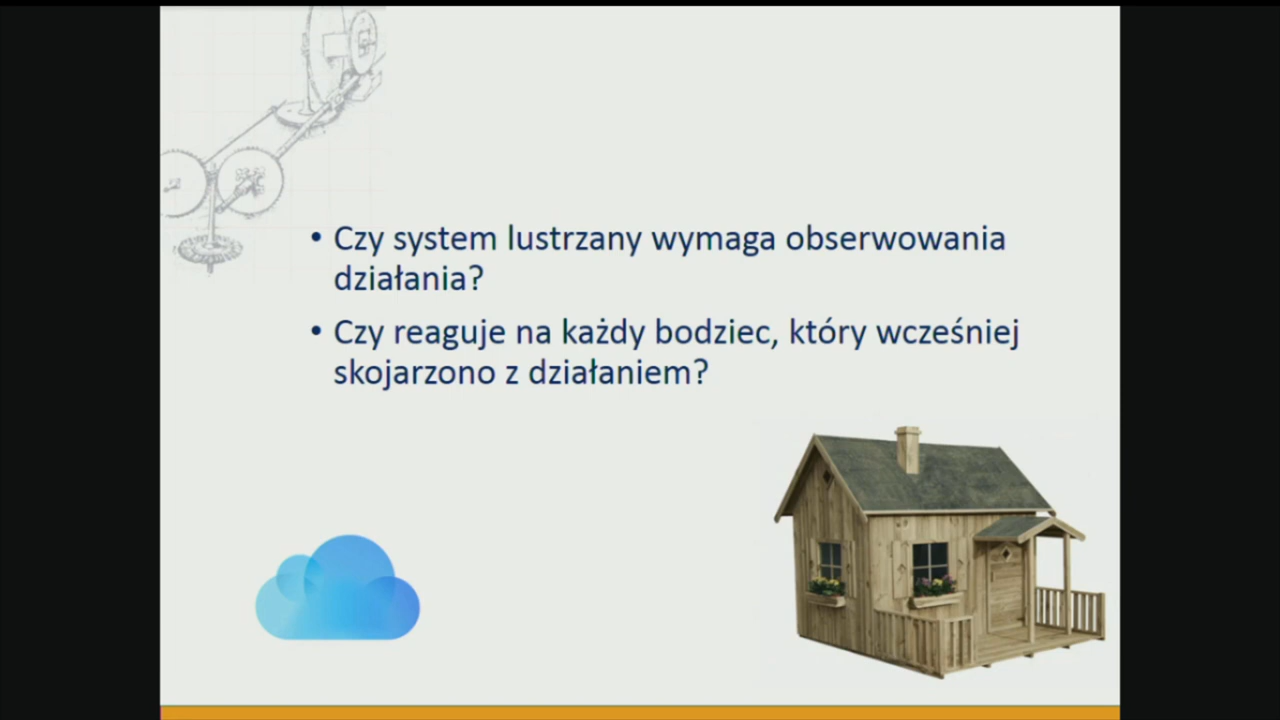 • Czy system lustrzany wymaga obserwowania
działania?
• Czy reaguje na każdy bodziec, który wcześniej
skojarzono z działaniem?